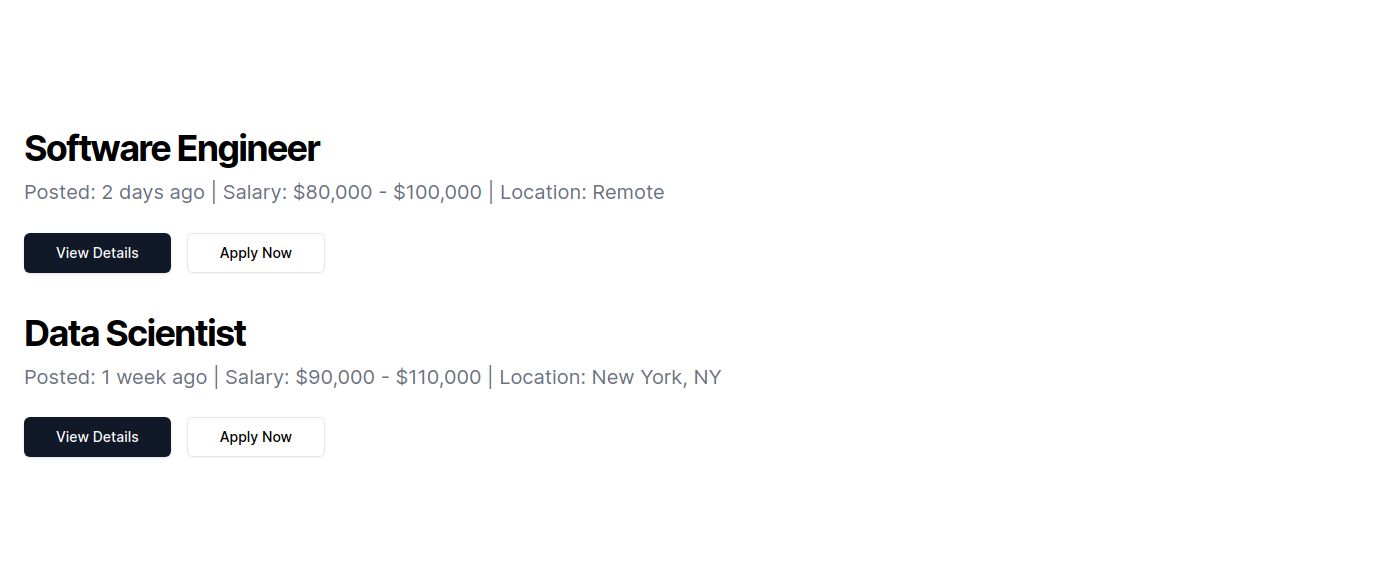 Software Engineer
Posted: 2 days ago | Salary: $80,000 - $100,000 | Location: Remote
View Details
Apply Now
Data Scientist
Posted: 1 week ago | Salary: $90,000 - $110,000 | Location: New York, NY
View Details
Apply Now